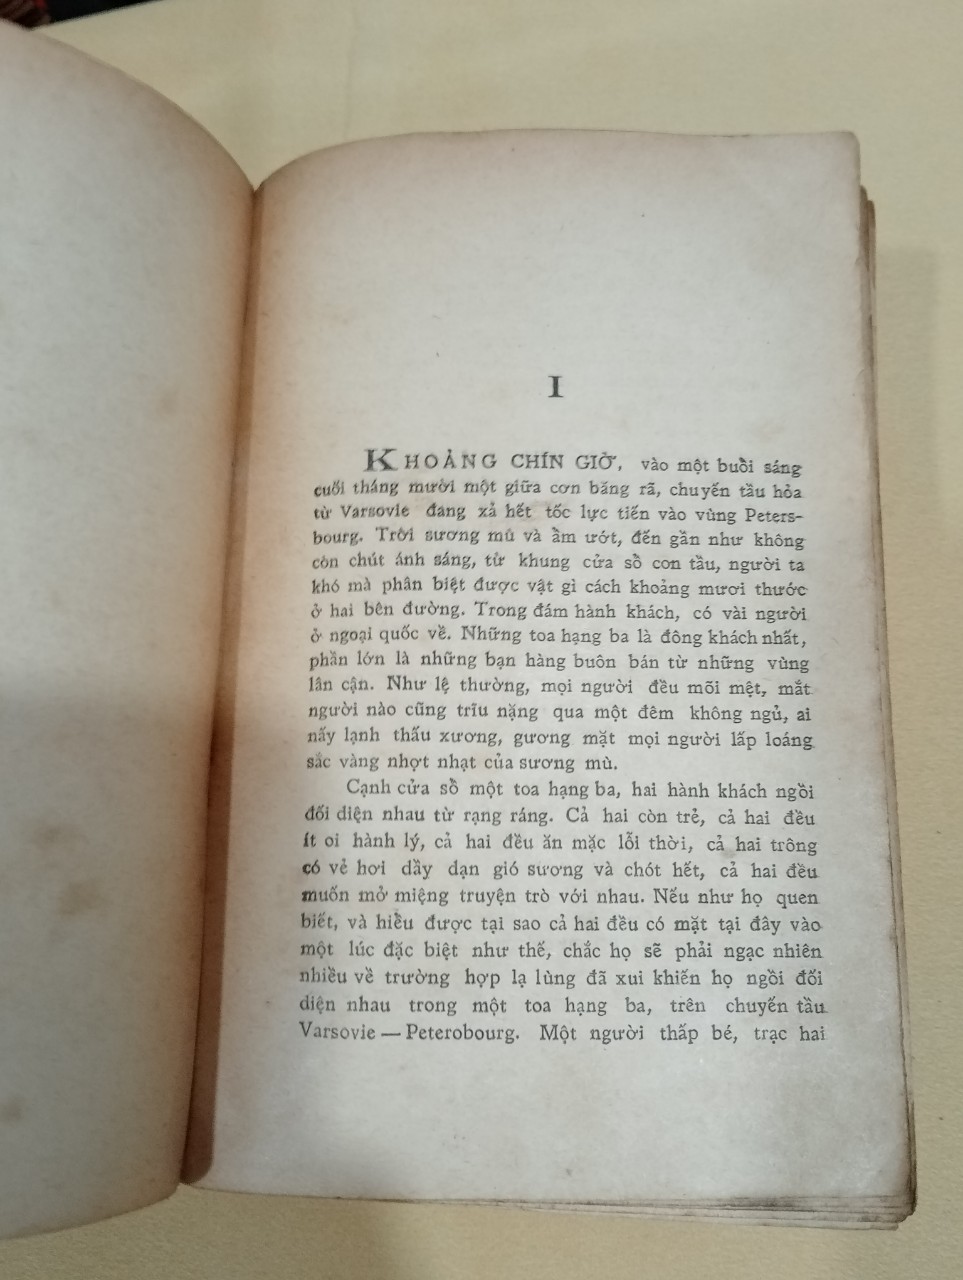 I
KHOẢNG CHÍN GIỜ, vào một buổi sáng
cuối tháng mười một giữa cơn băng rã, chuyến tầu hỏa
từ Varsovie đang xả hết tốc lực tiến vào vùng Peters-
bourg. Trời sương mù và ẩm ướt, đến gần như không
còn chút ánh sáng, từ khung cửa sổ con tầu, người ta
khó mà phân biệt được vật gì cách khoảng mươi thước
ở hai bên đường. Trong đám hành khách, có vài người
ở ngoại quốc về. Những toa hạng ba là đông khách nhất,
phần lớn là những bạn hàng buôn bán từ những vùng
lân cận. Như lệ thường, mọi người đều mõi mệt, mắt
người nào cũng trĩu nặng qua một đêm không ngủ, ai
nấy lạnh thấu xương, gương mặt mọi người lấp loáng
sắc vàng nhợt nhạt của sương mù.
Cạnh cửa sổ một toa hạng ba, hai hành khách ngồi
đối diện nhau từ rạng ráng. Cả hai còn trẻ, cả hai đều
ít oi hành lý, cả hai đều ăn mặc lỗi thời, cả hai trông
có vẻ hơi dầy dạn gió sương và chót hết, cả hai đều
muốn mở miệng truyện trò với nhau. Nếu như họ quen
biết, và hiểu được tại sao cả hai đều có mặt tại đây vào
một lúc đặc biệt như thế, chắc họ sẽ phải ngạc nhiên
nhiều về trường hợp lạ lùng đã xui khiến họ ngồi đối
diện nhau trong một toa hạng ba, trên chuyến tầu
Varsovie — Peterobourg. Một người thấp bé, trạc hai